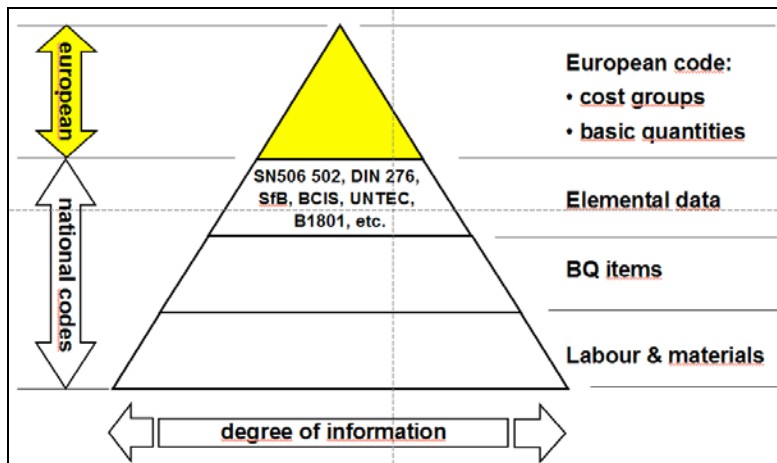 european
European code:
• cost groups
• basic quantities
SN506 502, DIN 276,
SfB, BCIS, UNTEC,
B1801, etc.
Elemental data
national codes
BQ items
Labour & materials
degree of information